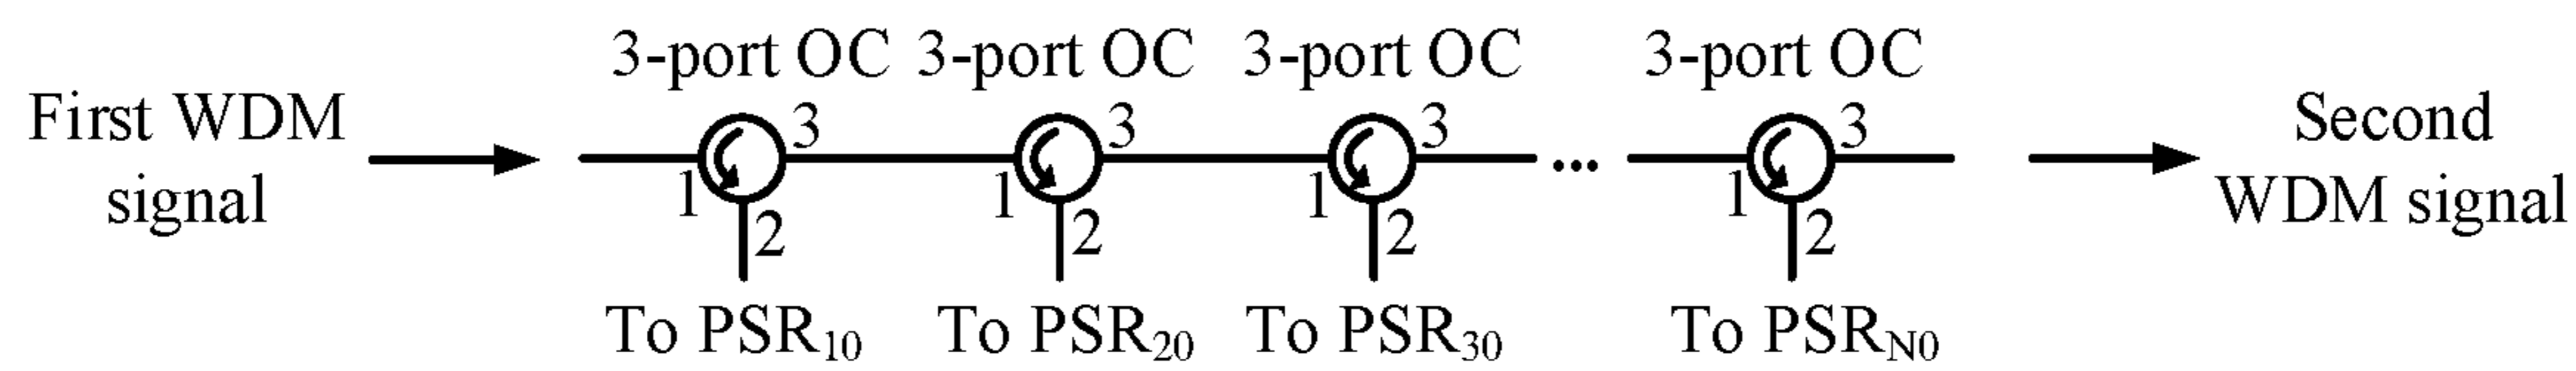 3-port OC 3-port OC 3-port OC 3-port OC
First WDM
signal
3 3 3 ... 3
1 1 1 1
2 2 2 2
Second
WDM signal
To PSR10 To PSR20 To PSR30 To PSRN0